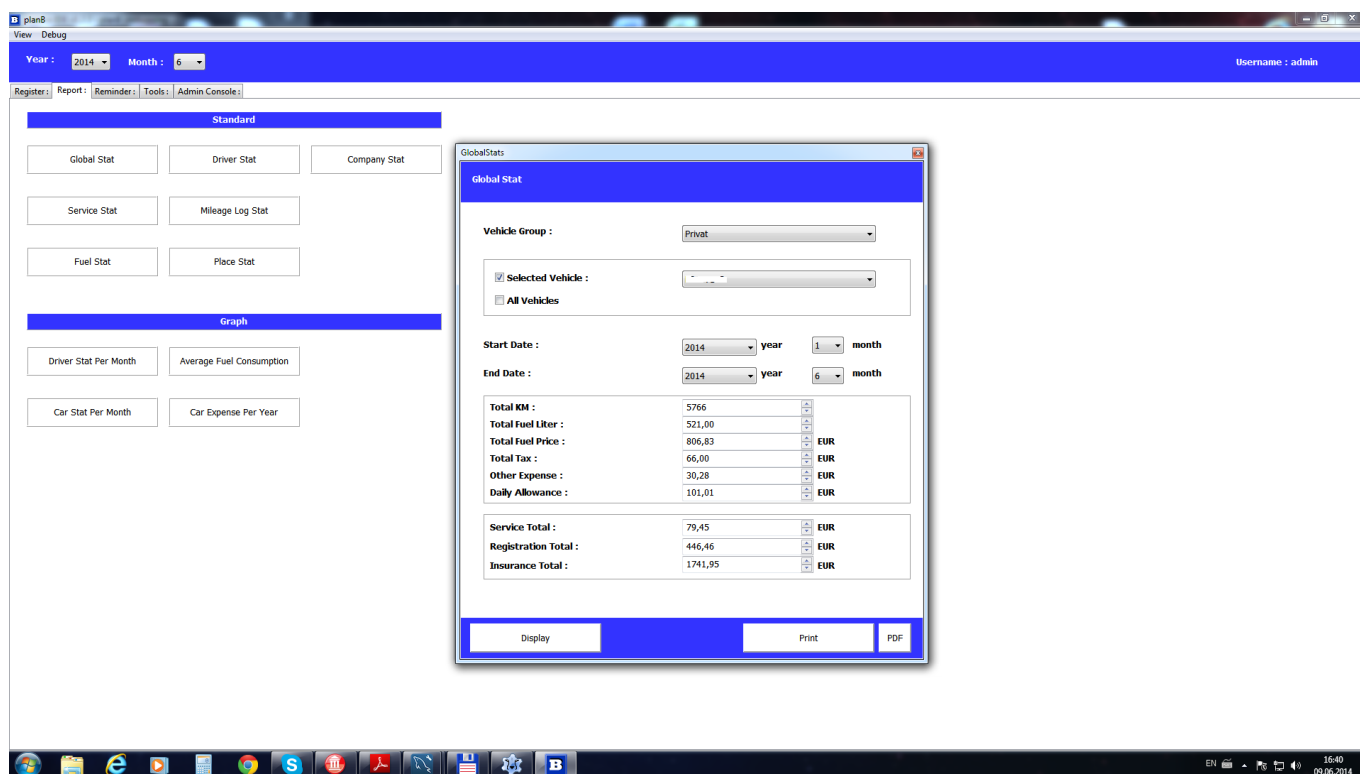 B plan8
View Debug
Year : 2014 Month : 6 Username : admin
Register : Report : Reminder : Tools : Admin Console :
Standard
Global Stat Driver Stat Company Stat
Service Stat Mileage Log Stat
Fuel Stat Place Stat
Graph
Driver Stat Per Month Average Fuel Consumption
Car Stat Per Month Car Expense Per Year
GlobalStats
Global Stat
Vehicle Group : Privat
Selected Vehicle :
All Vehicles
Start Date : 2014 year 1 month
End Date : 2014 year 6 month
Total KM : 5766
Total Fuel Liter : 521,00
Total Fuel Price : 806,83 EUR
Total Tax : 66,00 EUR
Other Expense : 30,28 EUR
Daily Allowance : 101,01 EUR
Service Total : 79,45 EUR
Registration Total : 446,46 EUR
Insurance Total : 1741,95 EUR
Display Print PDF
S B EN 16:40
09.06.2014